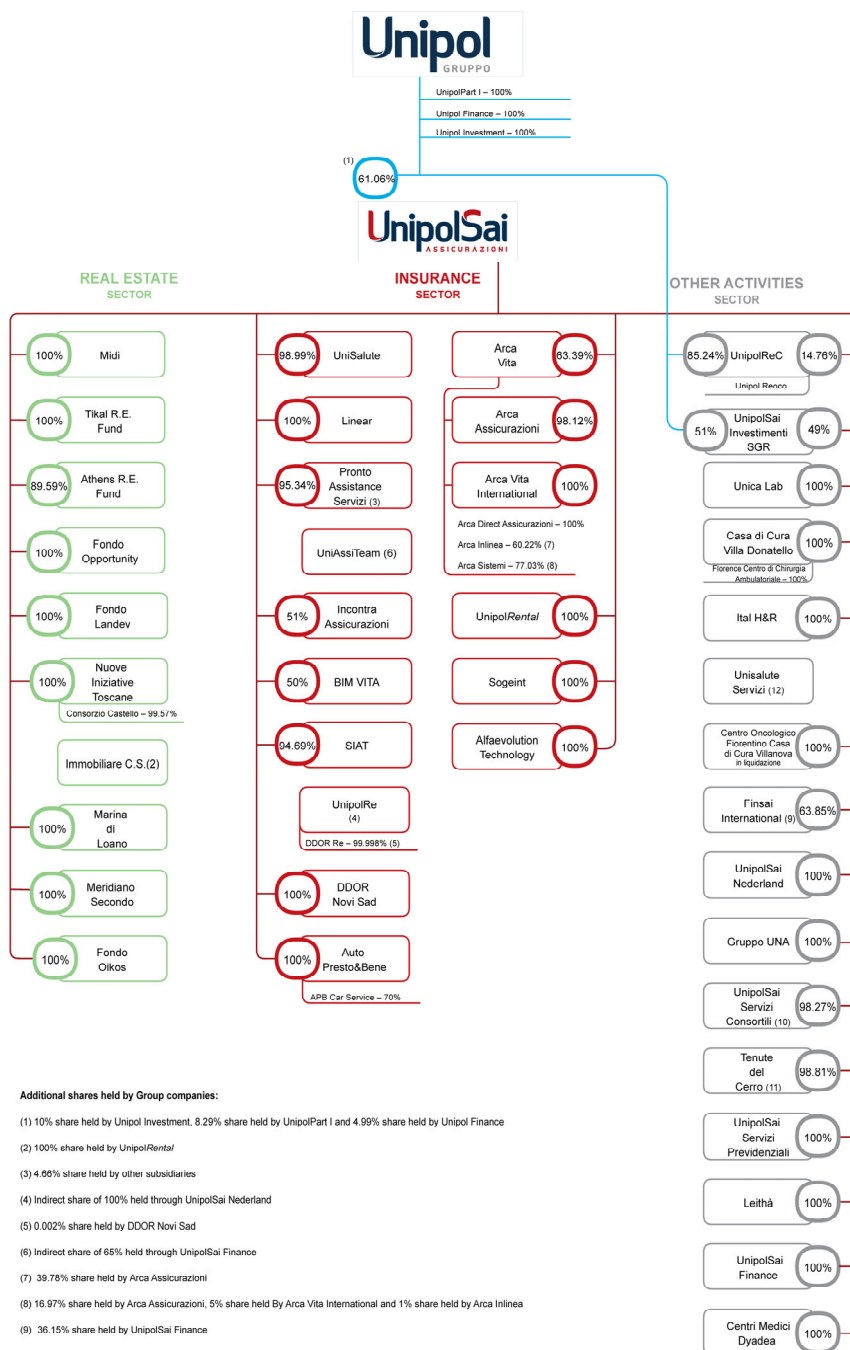 Unipol
GRUPPO
UnipolPart I – 100%
Unipol Finance – 100%
Unipol Investment – 100%
(1)
61.06%
UnipolSai
ASSICURAZIONI
REAL ESTATE
SECTOR
100%
Midi
100%
Tikal R.E.
Fund
89.59%
Athens R.E.
Fund
100%
Fondo
Opportunity
100%
Fondo
Landev
100%
Nuove
Iniziative
Toscane
Consorzio Castello – 99.57%
Immobiliare C.S.(2)
100%
Marina
di
Loano
100%
Meridiano
Secondo
100%
Fondo
Oikos
INSURANCE
SECTOR
98.99%
UniSalute
100%
Linear
95.34%
Pronto
Assistance
Servizi (3)
UniAssiTeam (6)
51%
Incontra
Assicurazioni
50%
BIM VITA
94.69%
SIAT
UnipolRe
(4)
DDOR Re – 99.998% (5)
100%
DDOR
Novi Sad
100%
Auto
Presto&Bene
APB Car Service – 70%
Arca
Vita
63.39%
Arca
Assicurazioni
98.12%
Arca Vita
International
100%
Arca Direct Assicurazioni – 100%
Arca Inlinea – 60.22% (7)
Arca Sistemi – 77.03% (8)
UnipolRental
100%
Sogeint
100%
Alfaevolution
Technology
100%
OTHER ACTIVITIES
SECTOR
85.24%
UnipolReC
14.76%
Unipol Reoco
51%
UnipolSai
Investimenti
SGR
49%
Unica Lab
100%
Casa di Cura
Villa Donatello
100%
Florence Centro di Chirurgia
Ambulatoriale – 100%
Ital H&R
100%
Unisalute
Servizi (12)
Centro Oncologico
Fiorentino Casa
di Cura Villanova
in liquidazione
100%
Finsai
International (9)
63.85%
UnipolSai
Nederland
100%
Gruppo UNA
100%
UnipolSai
Servizi
Consortili (10)
98.27%
Tenute
del
Cerro (11)
98.81%
UnipolSai
Servizi
Previdenziali
100%
Leithà
100%
UnipolSai
Finance
100%
Centri Medici
Dyadea
100%
Additional shares held by Group companies:
(1) 10% share held by Unipol Investment, 8.29% share held by UnipolPart I and 4.99% share held by Unipol Finance
(2) 100% share held by UnipolRental
(3) 4.66% share held by other subsidiaries
(4) Indirect share of 100% held through UnipolSai Nederland
(5) 0.002% share held by DDOR Novi Sad
(6) Indirect share of 65% held through UnipolSai Finance
(7) 39.78% share held by Arca Assicurazioni
(8) 16.97% share held by Arca Assicurazioni, 5% share held By Arca Vita International and 1% share held by Arca Inlinea
(9) 36.15% share held by UnipolSai Finance